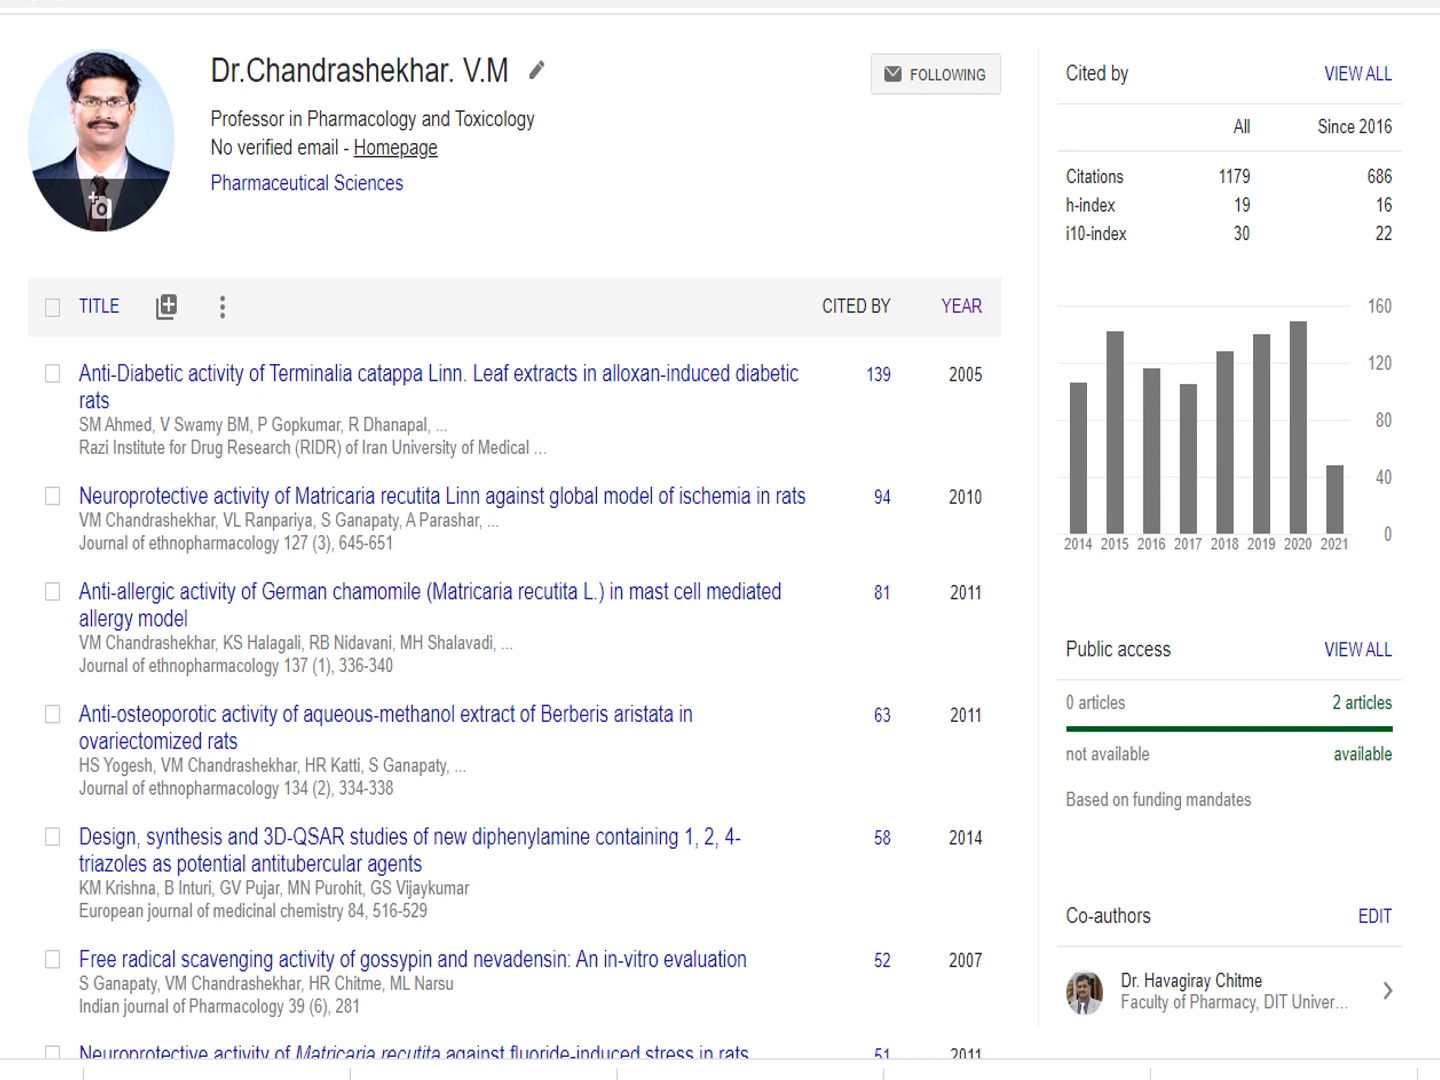 Dr.Chandrashekhar. V.M
FOLLOWING
Professor in Pharmacology and Toxicology
No verified email - Homepage
Pharmaceutical Sciences
TITLE
CITED BY
YEAR
Anti-Diabetic activity of Terminalia catappa Linn. Leaf extracts in alloxan-induced diabetic 139 2005
rats
SM Ahmed, V Swamy BM, P Gopkumar, R Dhanapal, ...
Razi Institute for Drug Research (RIDR) of Iran University of Medical ...
Neuroprotective activity of Matricaria recutita Linn against global model of ischemia in rats 94 2010
VM Chandrashekhar, VL Ranpariya, S Ganapaty, A Parashar, ...
Journal of ethnopharmacology 127 (3), 645-651
Anti-allergic activity of German chamomile (Matricaria recutita L.) in mast cell mediated 81 2011
allergy model
VM Chandrashekhar, KS Halagali, RB Nidavani, MH Shalavadi, ...
Journal of ethnopharmacology 137 (1), 336-340
Anti-osteoporotic activity of aqueous-methanol extract of Berberis aristata in 63 2011
ovariectomized rats
HS Yogesh, VM Chandrashekhar, HR Katti, S Ganapaty, ...
Journal of ethnopharmacology 134 (2), 334-338
Design, synthesis and 3D-QSAR studies of new diphenylamine containing 1, 2, 4- 58 2014
triazoles as potential antitubercular agents
KM Krishna, B Inturi, GV Pujar, MN Purohit, GS Vijaykumar
European journal of medicinal chemistry 84, 516-529
Free radical scavenging activity of gossypin and nevadensin: An in-vitro evaluation 52 2007
S Ganapaty, VM Chandrashekhar, HR Chitme, ML Narsu
Indian journal of Pharmacology 39 (6), 281
Neuroprotective activity of Matricaria recutita against fluoride-induced stress in rats 51 2011
Cited by VIEW ALL
All Since 2016
Citations 1179 686
h-index 19 16
i10-index 30 22
160
120
80
40
0
2014 2015 2016 2017 2018 2019 2020 2021
Public access VIEW ALL
0 articles 2 articles
not available available
Based on funding mandates
Co-authors EDIT
Dr. Havagiray Chitme
Faculty of Pharmacy, DIT Univer...